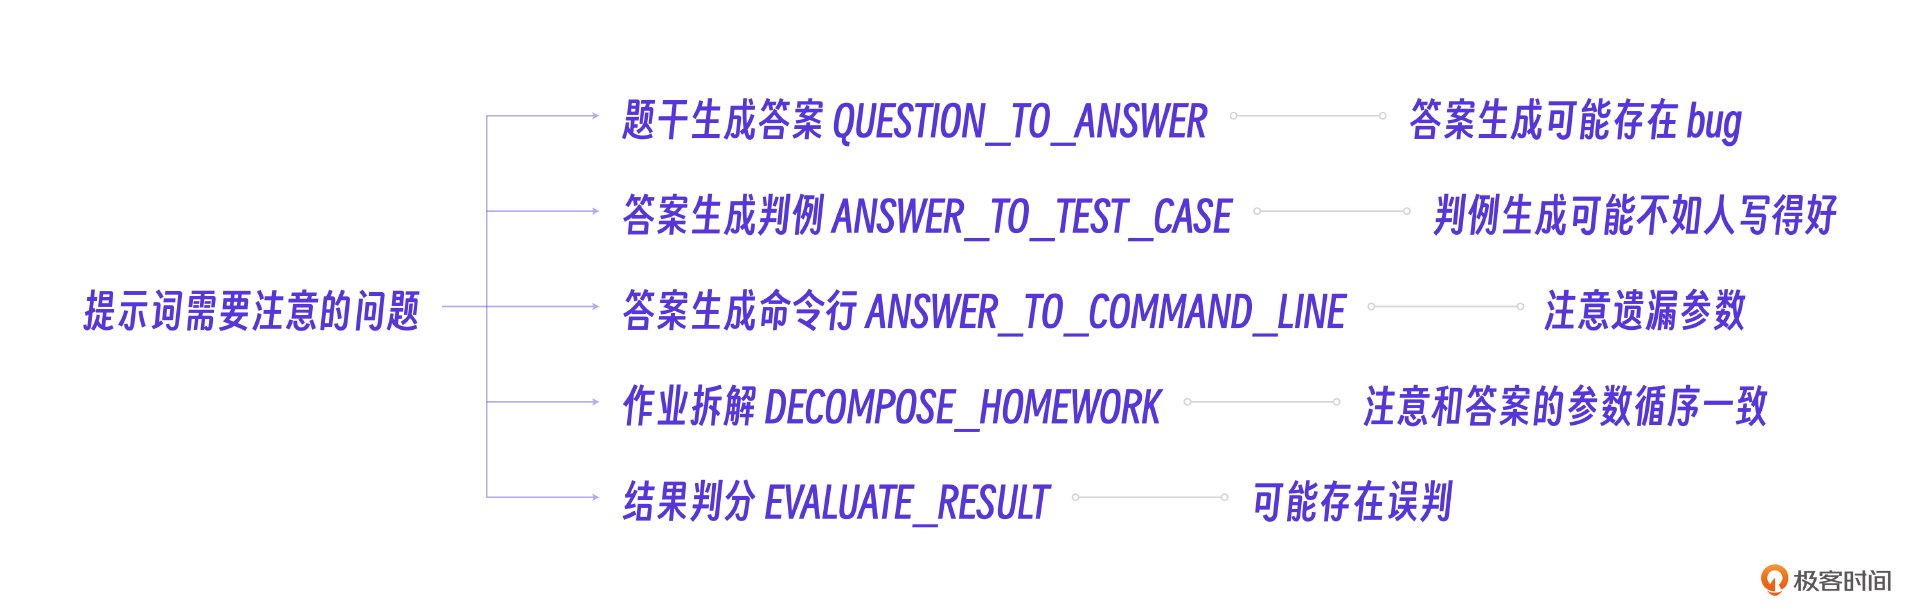 题干生成答案 QUESTION_TO_ANSWER 答案生成可能存在 bug
答案生成判例 ANSWER_TO_TEST_CASE 判例生成可能不如人写得好
提示词需要注意的问题 答案生成命令行 ANSWER_TO_COMMAND_LINE 注意遗漏参数
作业拆解 DECOMPOSE_HOMEWORK 注意和答案的参数循序一致
结果判分 EVALUATE_RESULT 可能存在误判
极客时间